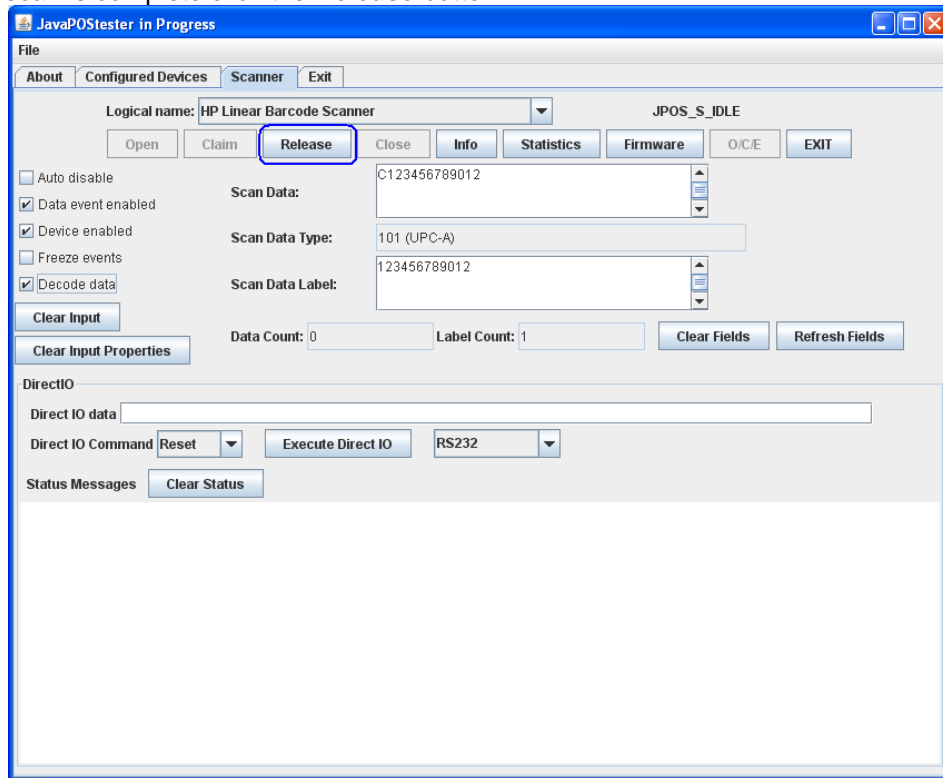 JavaPOStester in Progress
File
About Configured Devices Scanner Exit
Logical name: HP Linear Barcode Scanner JPOS_S_IDLE
Open Claim Release Close Info Statistics Firmware O/C/E EXIT
Auto disable
Data event enabled
Device enabled
Freeze events
Decode data
Clear Input
Clear Input Properties
Scan Data: C123456789012
Scan Data Type: 101 (UPC-A)
Scan Data Label: 123456789012
Data Count: 0 Label Count: 1 Clear Fields Refresh Fields
DirectIO
Direct IO data
Direct IO Command Reset Execute Direct IO RS232
Status Messages Clear Status